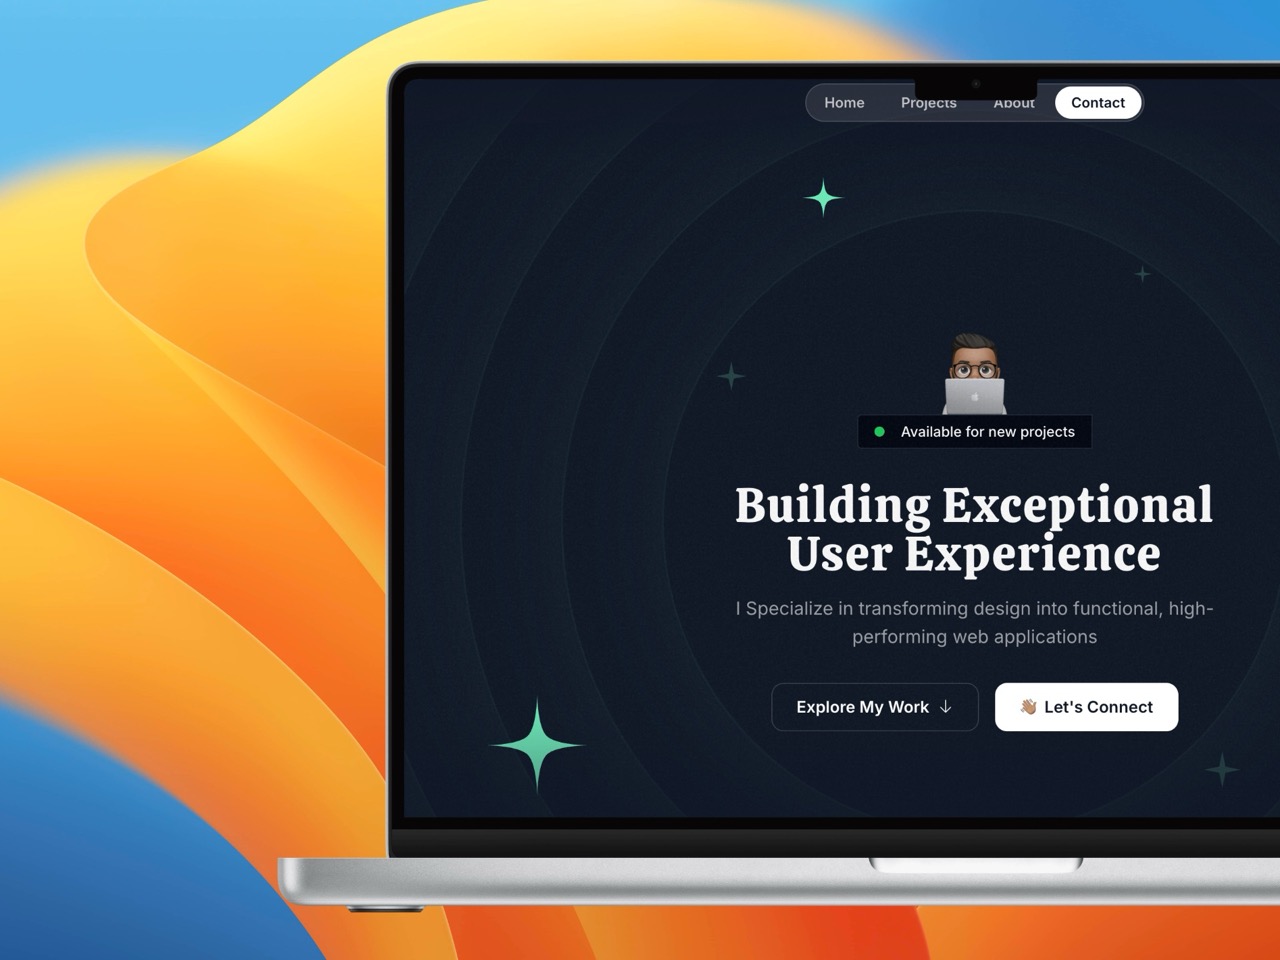 Home Projects About Contact
Available for new projects
Building Exceptional
User Experience
I Specialize in transforming design into functional, high-
performing web applications
Explore My Work ↓ 👋🏽 Let's Connect